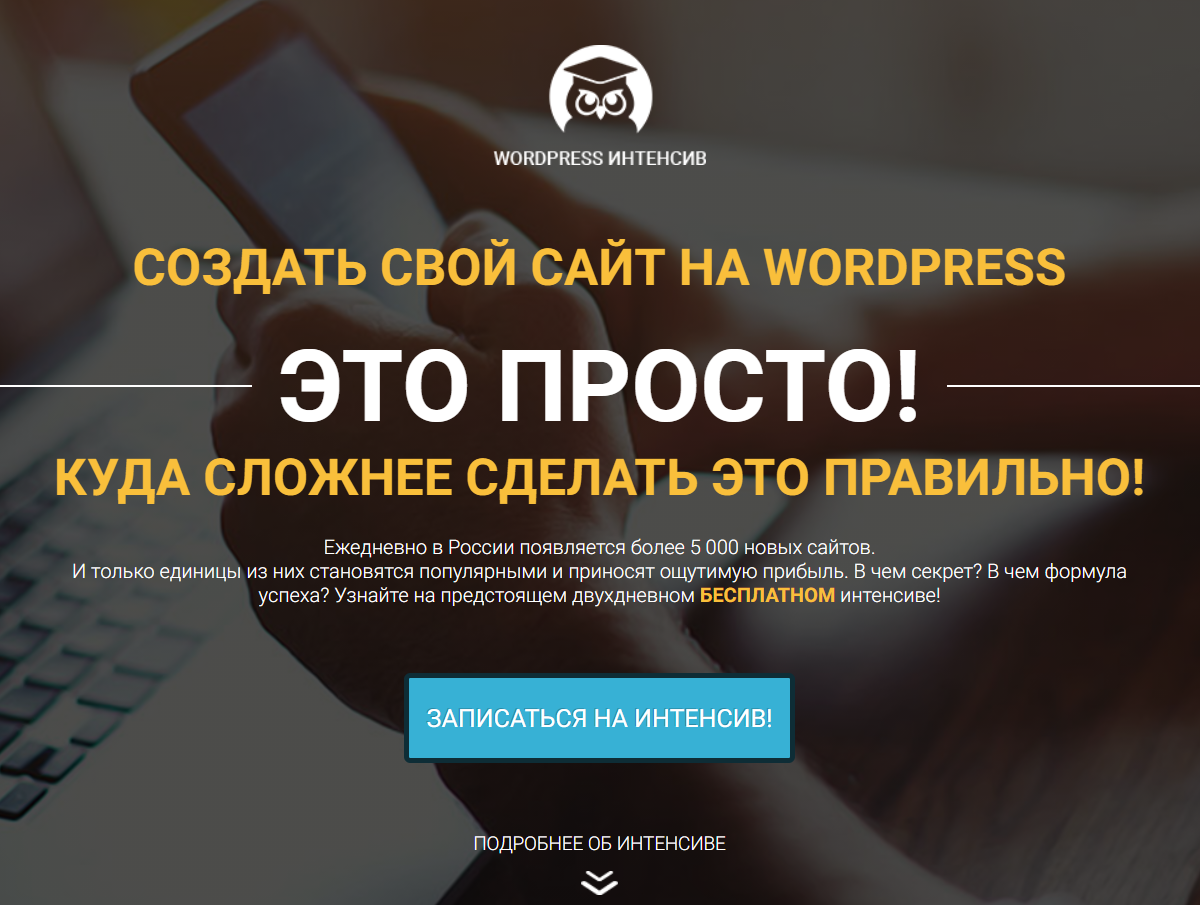 WORDPRESS ИНТЕНСИВ
СОЗДАТЬ СВОЙ САЙТ НА WORDPRESS
ЭТО ПРОСТО!
КУДА СЛОЖНЕЕ СДЕЛАТЬ ЭТО ПРАВИЛЬНО!
Ежедневно в России появляется более 5 000 новых сайтов.
И только единицы из них становятся популярными и приносят ощутимую прибыль. В чем секрет? В чем формула
успеха? Узнайте на предстоящем двухдневном БЕСПЛАТНОМ интенсиве!
ЗАПИСАТЬСЯ НА ИНТЕНСИВ!
ПОДРОБНЕЕ ОБ ИНТЕНСИВЕ